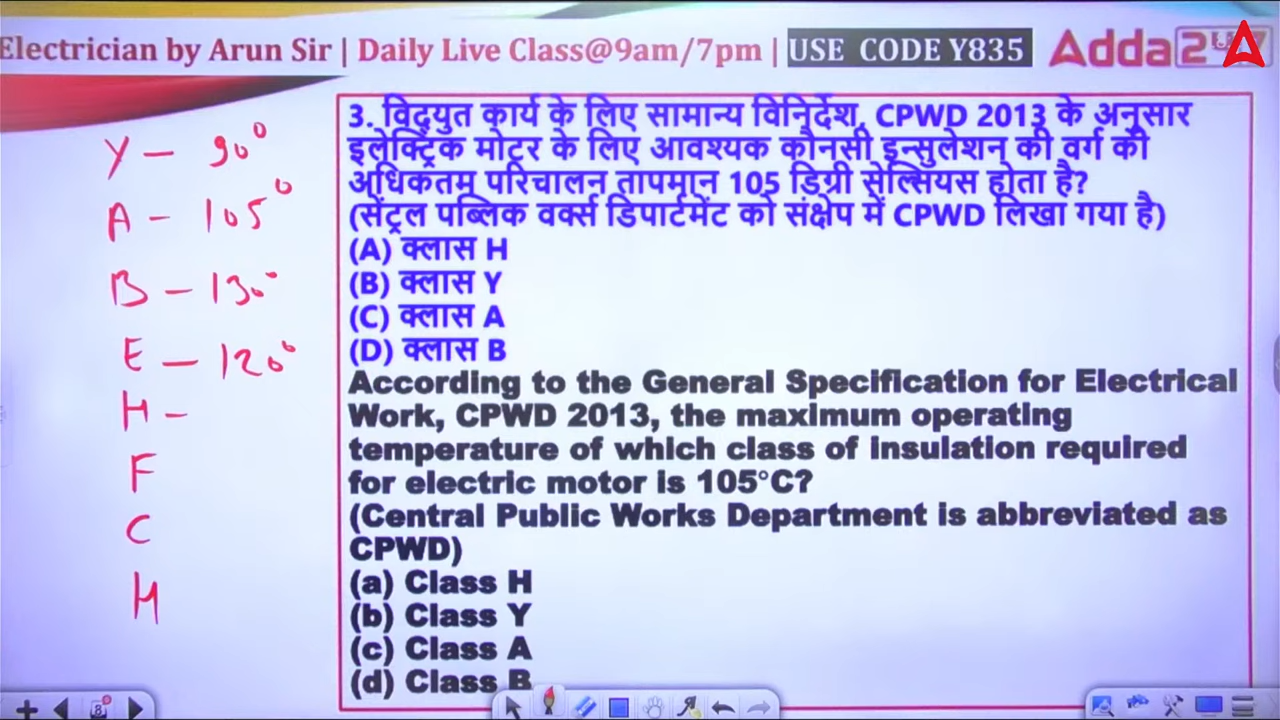 Electrician by Arun Sir | Daily Live Class@9am/7pm | USE CODE Y835 Adda247
Y - 90°
A - 105°
B - 130°
E - 120°
H -
F
C
H
3. विद्युत कार्य के लिए सामान्य विनिर्देश, CPWD 2013 के अनुसार
इलेक्ट्रिक मोटर के लिए आवश्यक कौनसी इन्सुलेशन की वर्ग की
अधिकतम परिचालन तापमान 105 डिग्री सेल्सियस होता है?
(सेंट्रल पब्लिक वर्क्स डिपार्टमेंट को संक्षेप में CPWD लिखा गया है)
(A) क्लास H
(B) क्लास Y
(C) क्लास A
(D) क्लास B
According to the General Specification for Electrical
Work, CPWD 2013, the maximum operating
temperature of which class of insulation required
for electric motor is 105°C?
(Central Public Works Department is abbreviated as
CPWD)
(a) Class H
(b) Class Y
(c) Class A
(d) Class B